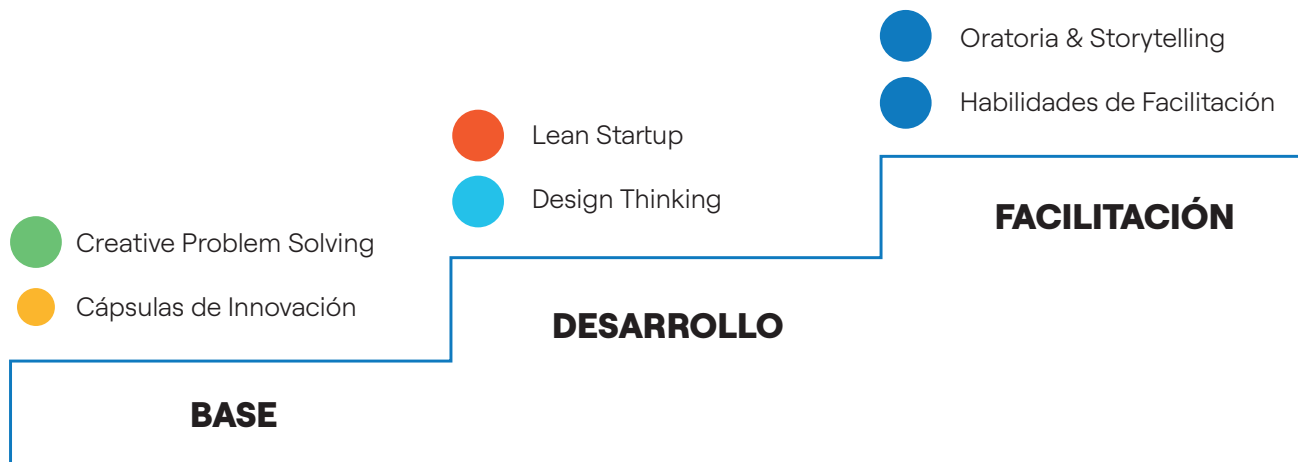 Oratoria & Storytelling
Habilidades de Facilitación
FACILITACIÓN
Lean Startup
Design Thinking
DESARROLLO
Creative Problem Solving
Cápsulas de Innovación
BASE